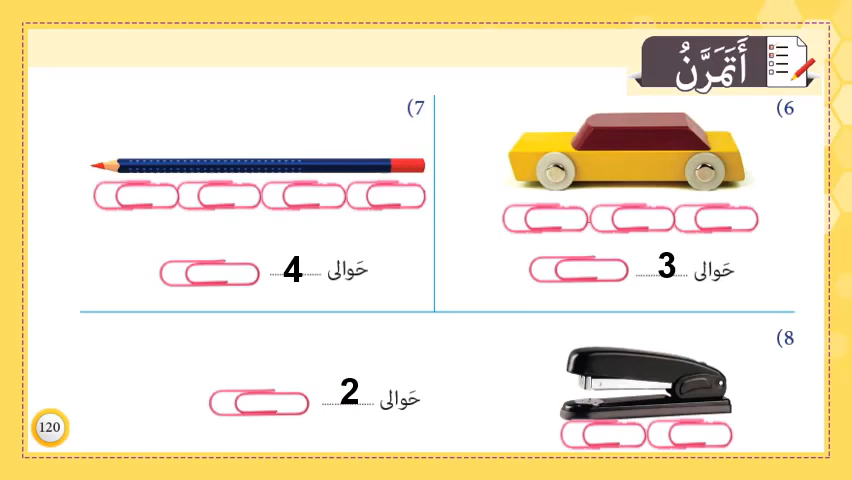 أَتَمَرَّنُ
6)
حَوالى 3
7)
حَوالى 4
8)
حَوالى 2
120